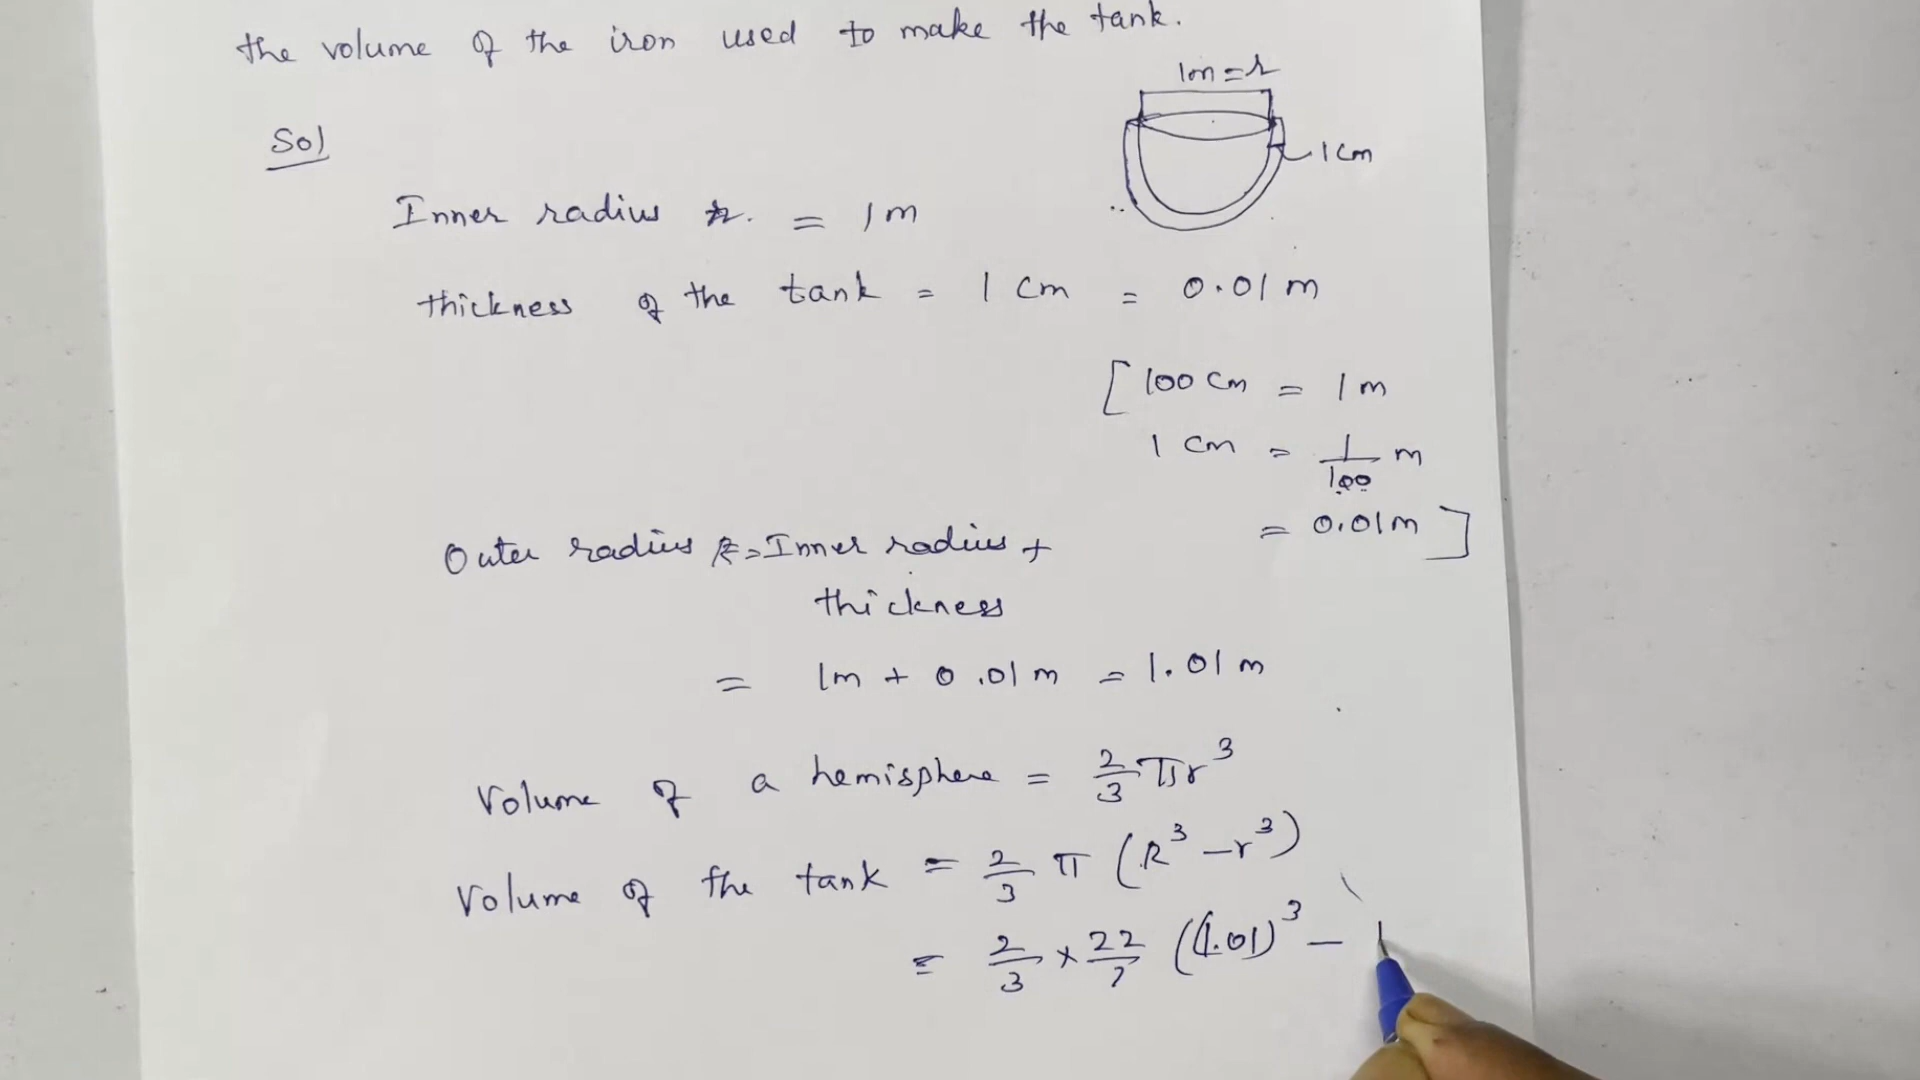 the volume of the iron used to make the tank.
1m = r
Sol
1 cm
Inner radius r. = 1m
thickness of the tank = 1 cm = 0.01 m
[100 cm = 1 m
1 cm = 1/100 m
= 0.01m]
Outer radius R = Inner radius +
thickness
= 1m + 0.01m = 1.01 m
Volume of a hemisphere = 2/3 πr³
Volume of the tank = 2/3 π (R³ - r³)
= 2/3 × 22/7 ((1.01)³ - 1